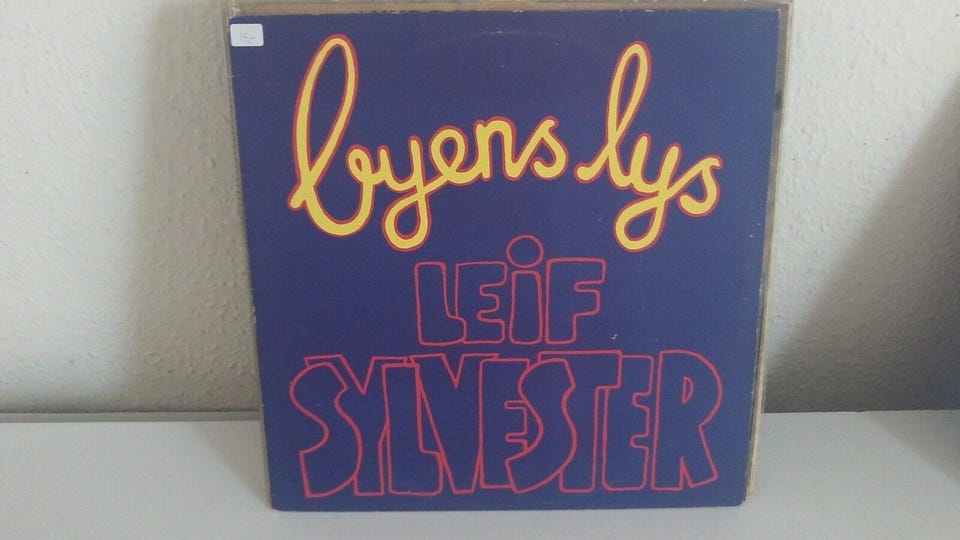 byens lys
LEiF
SYLVESTER